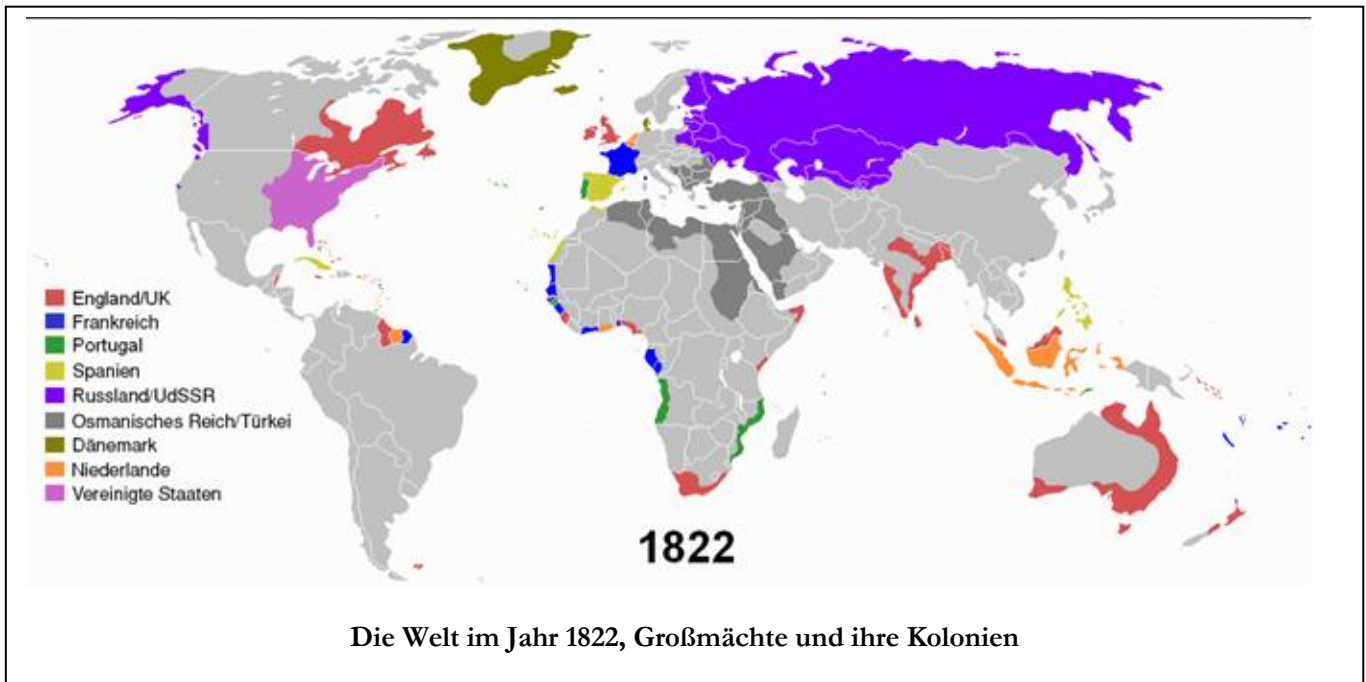 England/UK
Frankreich
Portugal
Spanien
Russland/UdSSR
Osmanisches Reich/Türkei
Dänemark
Niederlande
Vereinigte Staaten
1822
Die Welt im Jahr 1822, Großmächte und ihre Kolonien